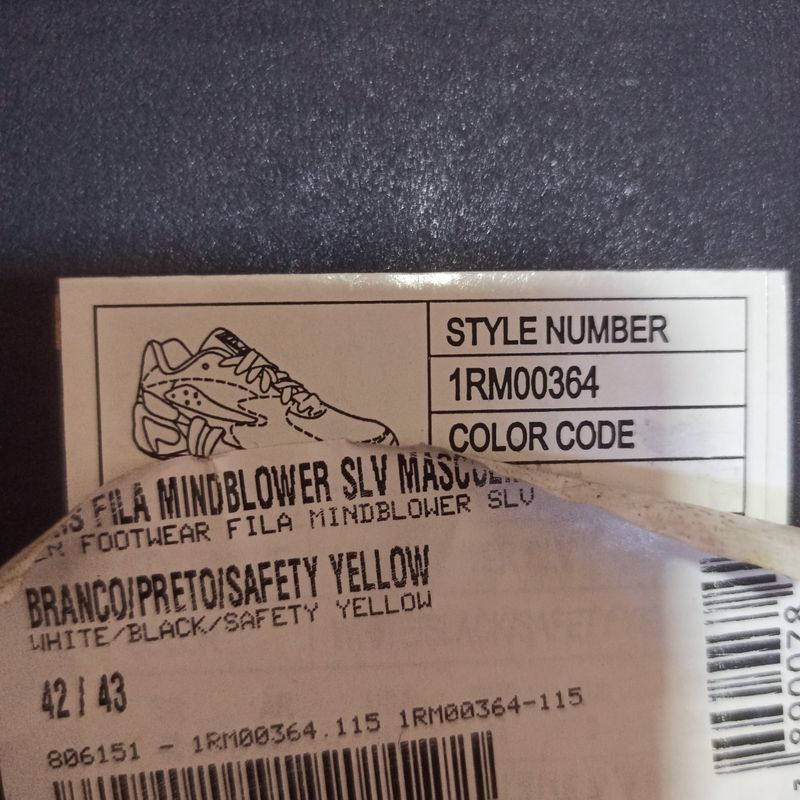 STYLE NUMBER
1RM00364
COLOR CODE
FILA MINDBLOWER SLV
FOOTWEAR FILA MINDBLOWER SLV
BRANCO/PRETO/SAFETY YELLOW
WHITE/BLACK/SAFETY YELLOW
42 / 43
806151 - 1RM00364.115 1RM00364-115